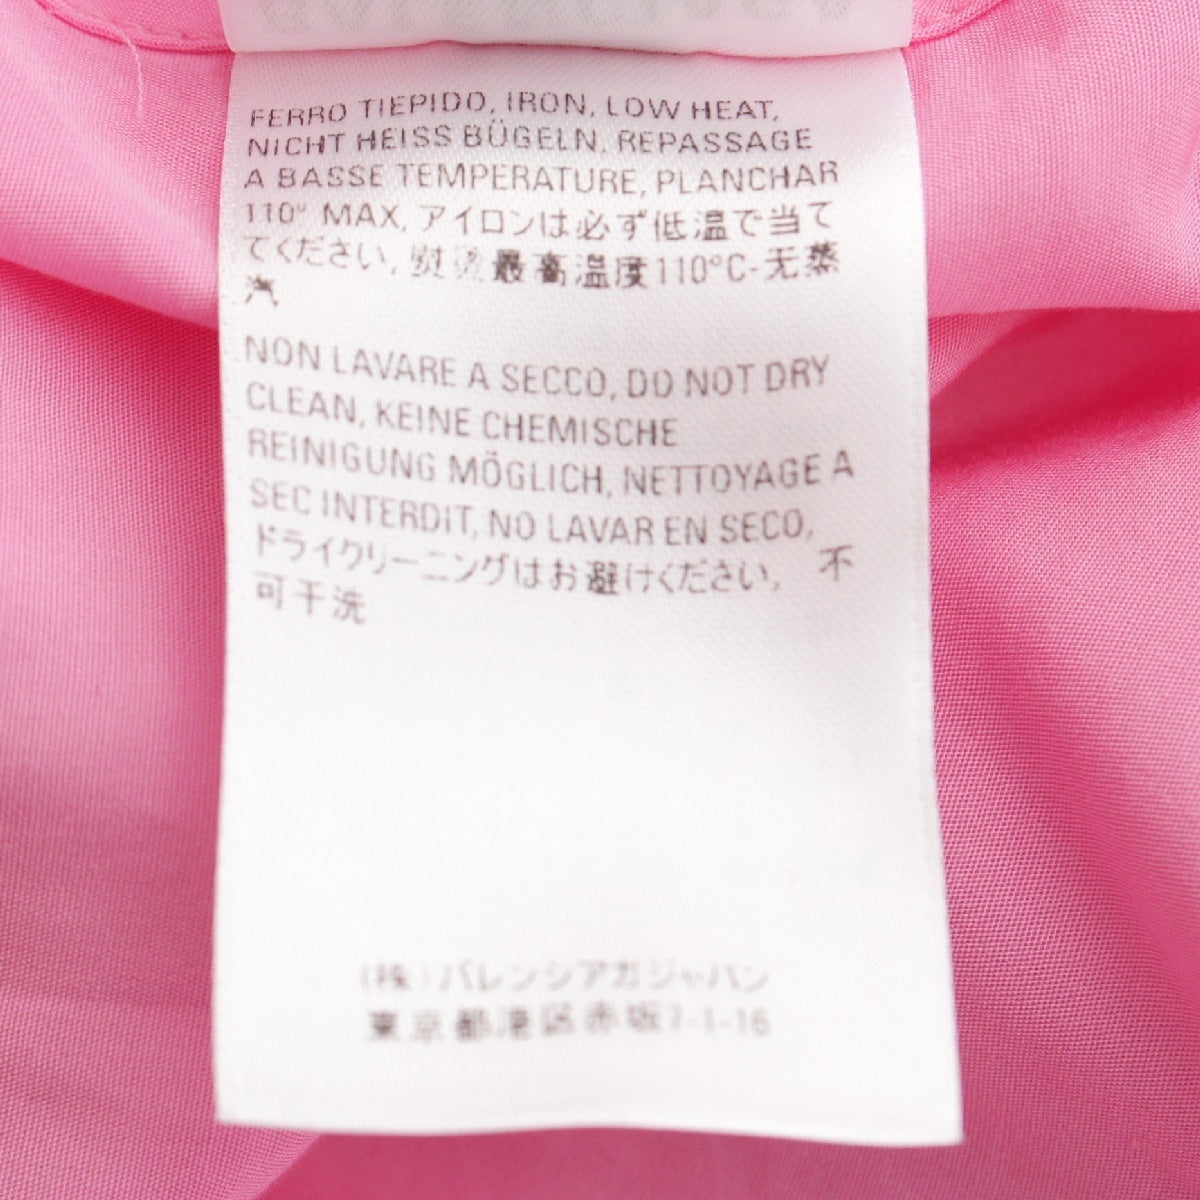 FERRO TIEPIDO, IRON, LOW HEAT,
NICHT HEISS BÜGELN, REPASSAGE
A BASSE TEMPERATURE, PLANCHAR
110° MAX, アイロンは必ず低温で当て
てください, 熨烫最高温度110°C-无蒸
汽
NON LAVARE A SECCO, DO NOT DRY
CLEAN, KEINE CHEMISCHE
REINIGUNG MÖGLICH, NETTOYAGE A
SEC INTERDIT, NO LAVAR EN SECO,
ドライクリーニングはお避けください, 不
可干洗
(株)バレンシアガジャパン
東京都港区赤坂7-1-16